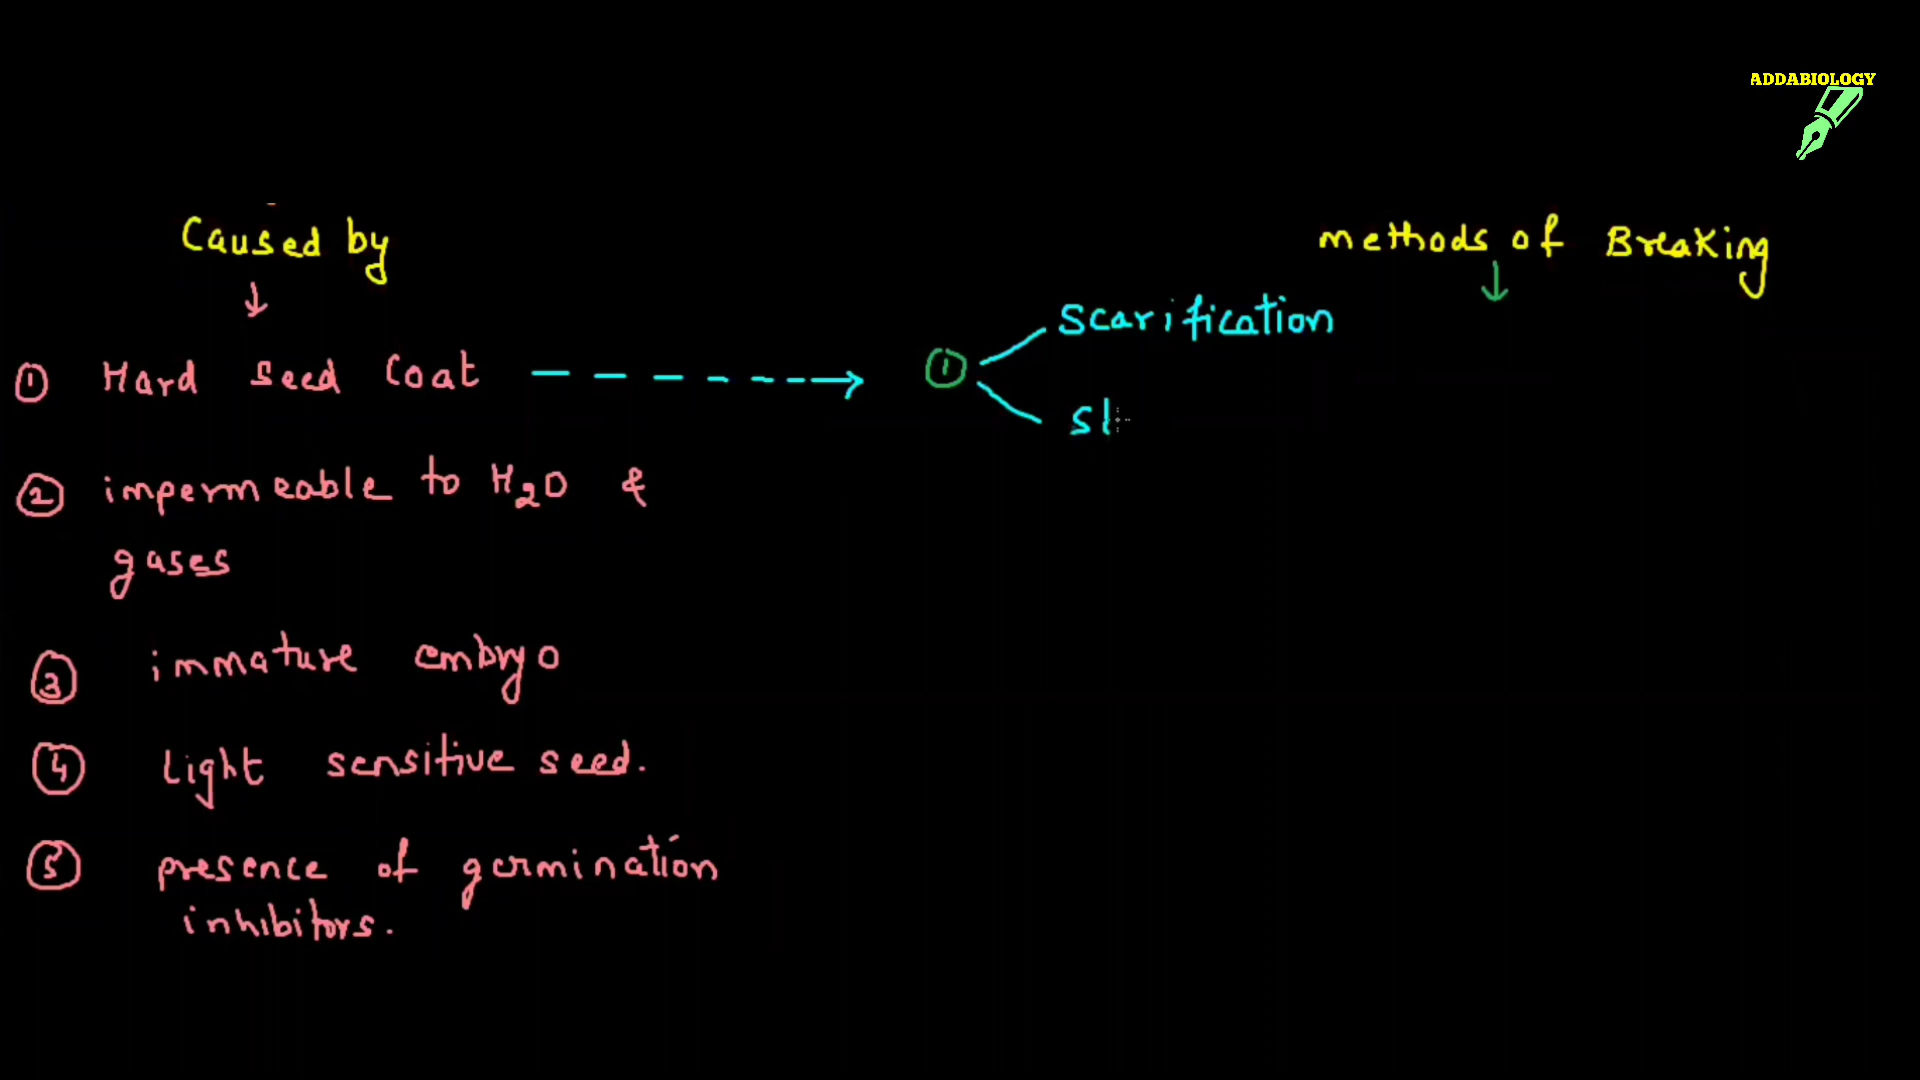 ADDABIOLOGY
Caused by
methods of Breaking
↓
↓
Scarification
① Hard seed Coat - - - - - -> ①
② impermeable to H2O &
gases
③ immature embryo
④ Light sensitive seed.
⑤ presence of germination
inhibitors.